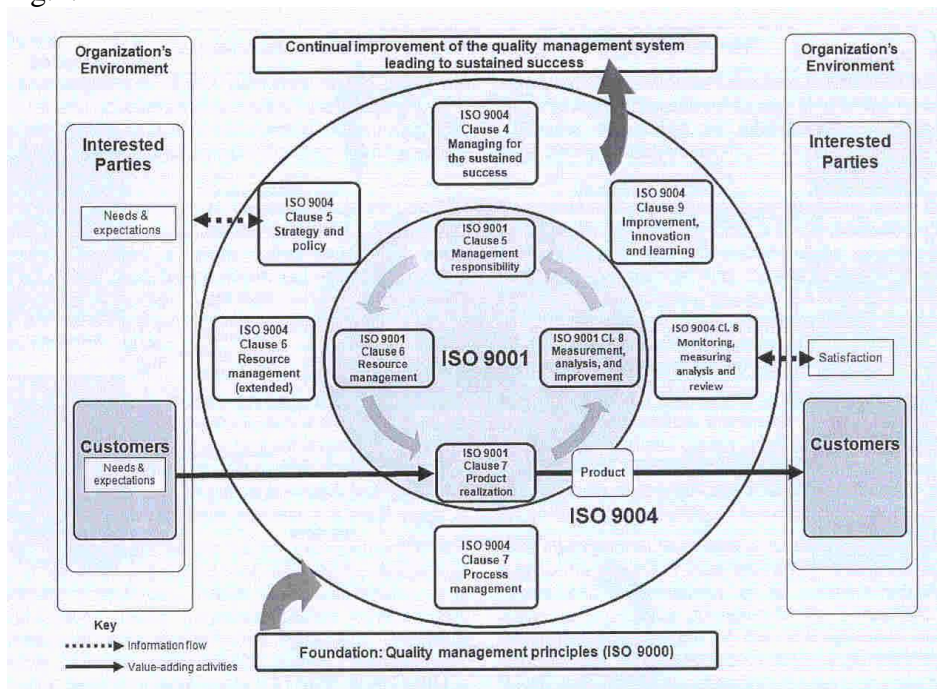 Organization's
Environment
Interested
Parties
Needs &
expectations
Customers
Needs &
expectations
Continual improvement of the quality management system
leading to sustained success
ISO 9004
Clause 4
Managing for
the sustained
success
ISO 9004
Clause 5
Strategy and
policy
ISO 9004
Clause 9
Improvement,
innovation
and learning
ISO 9001
Clause 5
Management
responsibility
ISO 9004
Clause 6
Resource
management
(extended)
ISO 9001
Clause 6
Resource
management
ISO 9001
ISO 9001 Cl. 8
Measurement,
analysis, and
improvement
ISO 9004 Cl. 8
Monitoring,
measuring
analysis and
review
ISO 9001
Clause 7
Product
realization
Product
ISO 9004
ISO 9004
Clause 7
Process
management
Foundation: Quality management principles (ISO 9000)
Organization's
Environment
Interested
Parties
Satisfaction
Customers
Key
Information flow
Value-adding activities